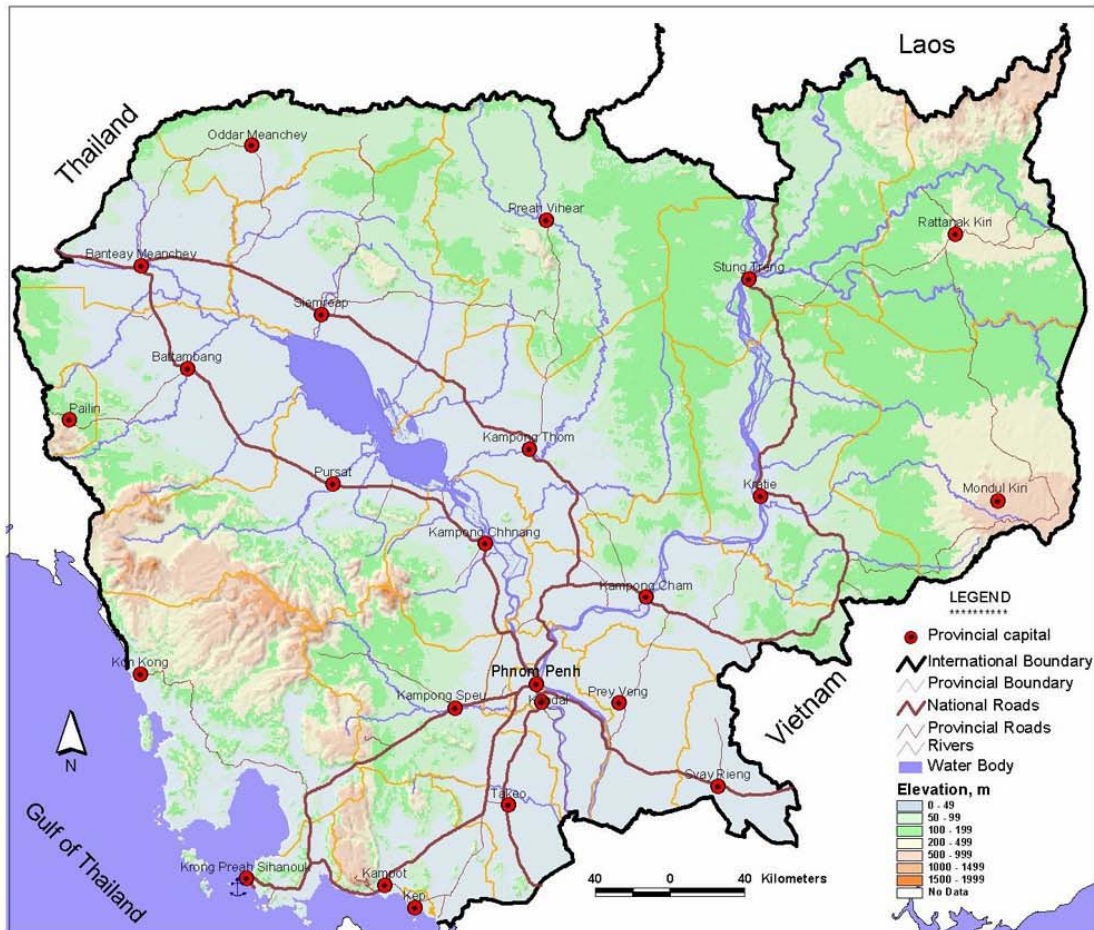 Laos
Thailand
Oddar Meanchey
Preah Vihear
Rattanak Kiri
Banteay Meanchey
Stung Treng
Siemreap
Battambang
Pailin
Kampong Thom
Pursat
Kratie
Mondul Kiri
Kampong Chhnang
Kampong Cham
Koh Kong
Phnom Penh
Kampong Speu
Kandal
Prey Veng
Vietnam
Svay Rieng
Takeo
N
Gulf of Thailand
Krong Preah Sihanouk
Kampot
Kep
40 0 40 Kilometers
LEGEND
**********
Provincial capital
International Boundary
Provincial Boundary
National Roads
Provincial Roads
Rivers
Water Body
Elevation, m
0 - 49
50 - 99
100 - 199
200 - 499
500 - 999
1000 - 1499
1500 - 1999
No Data